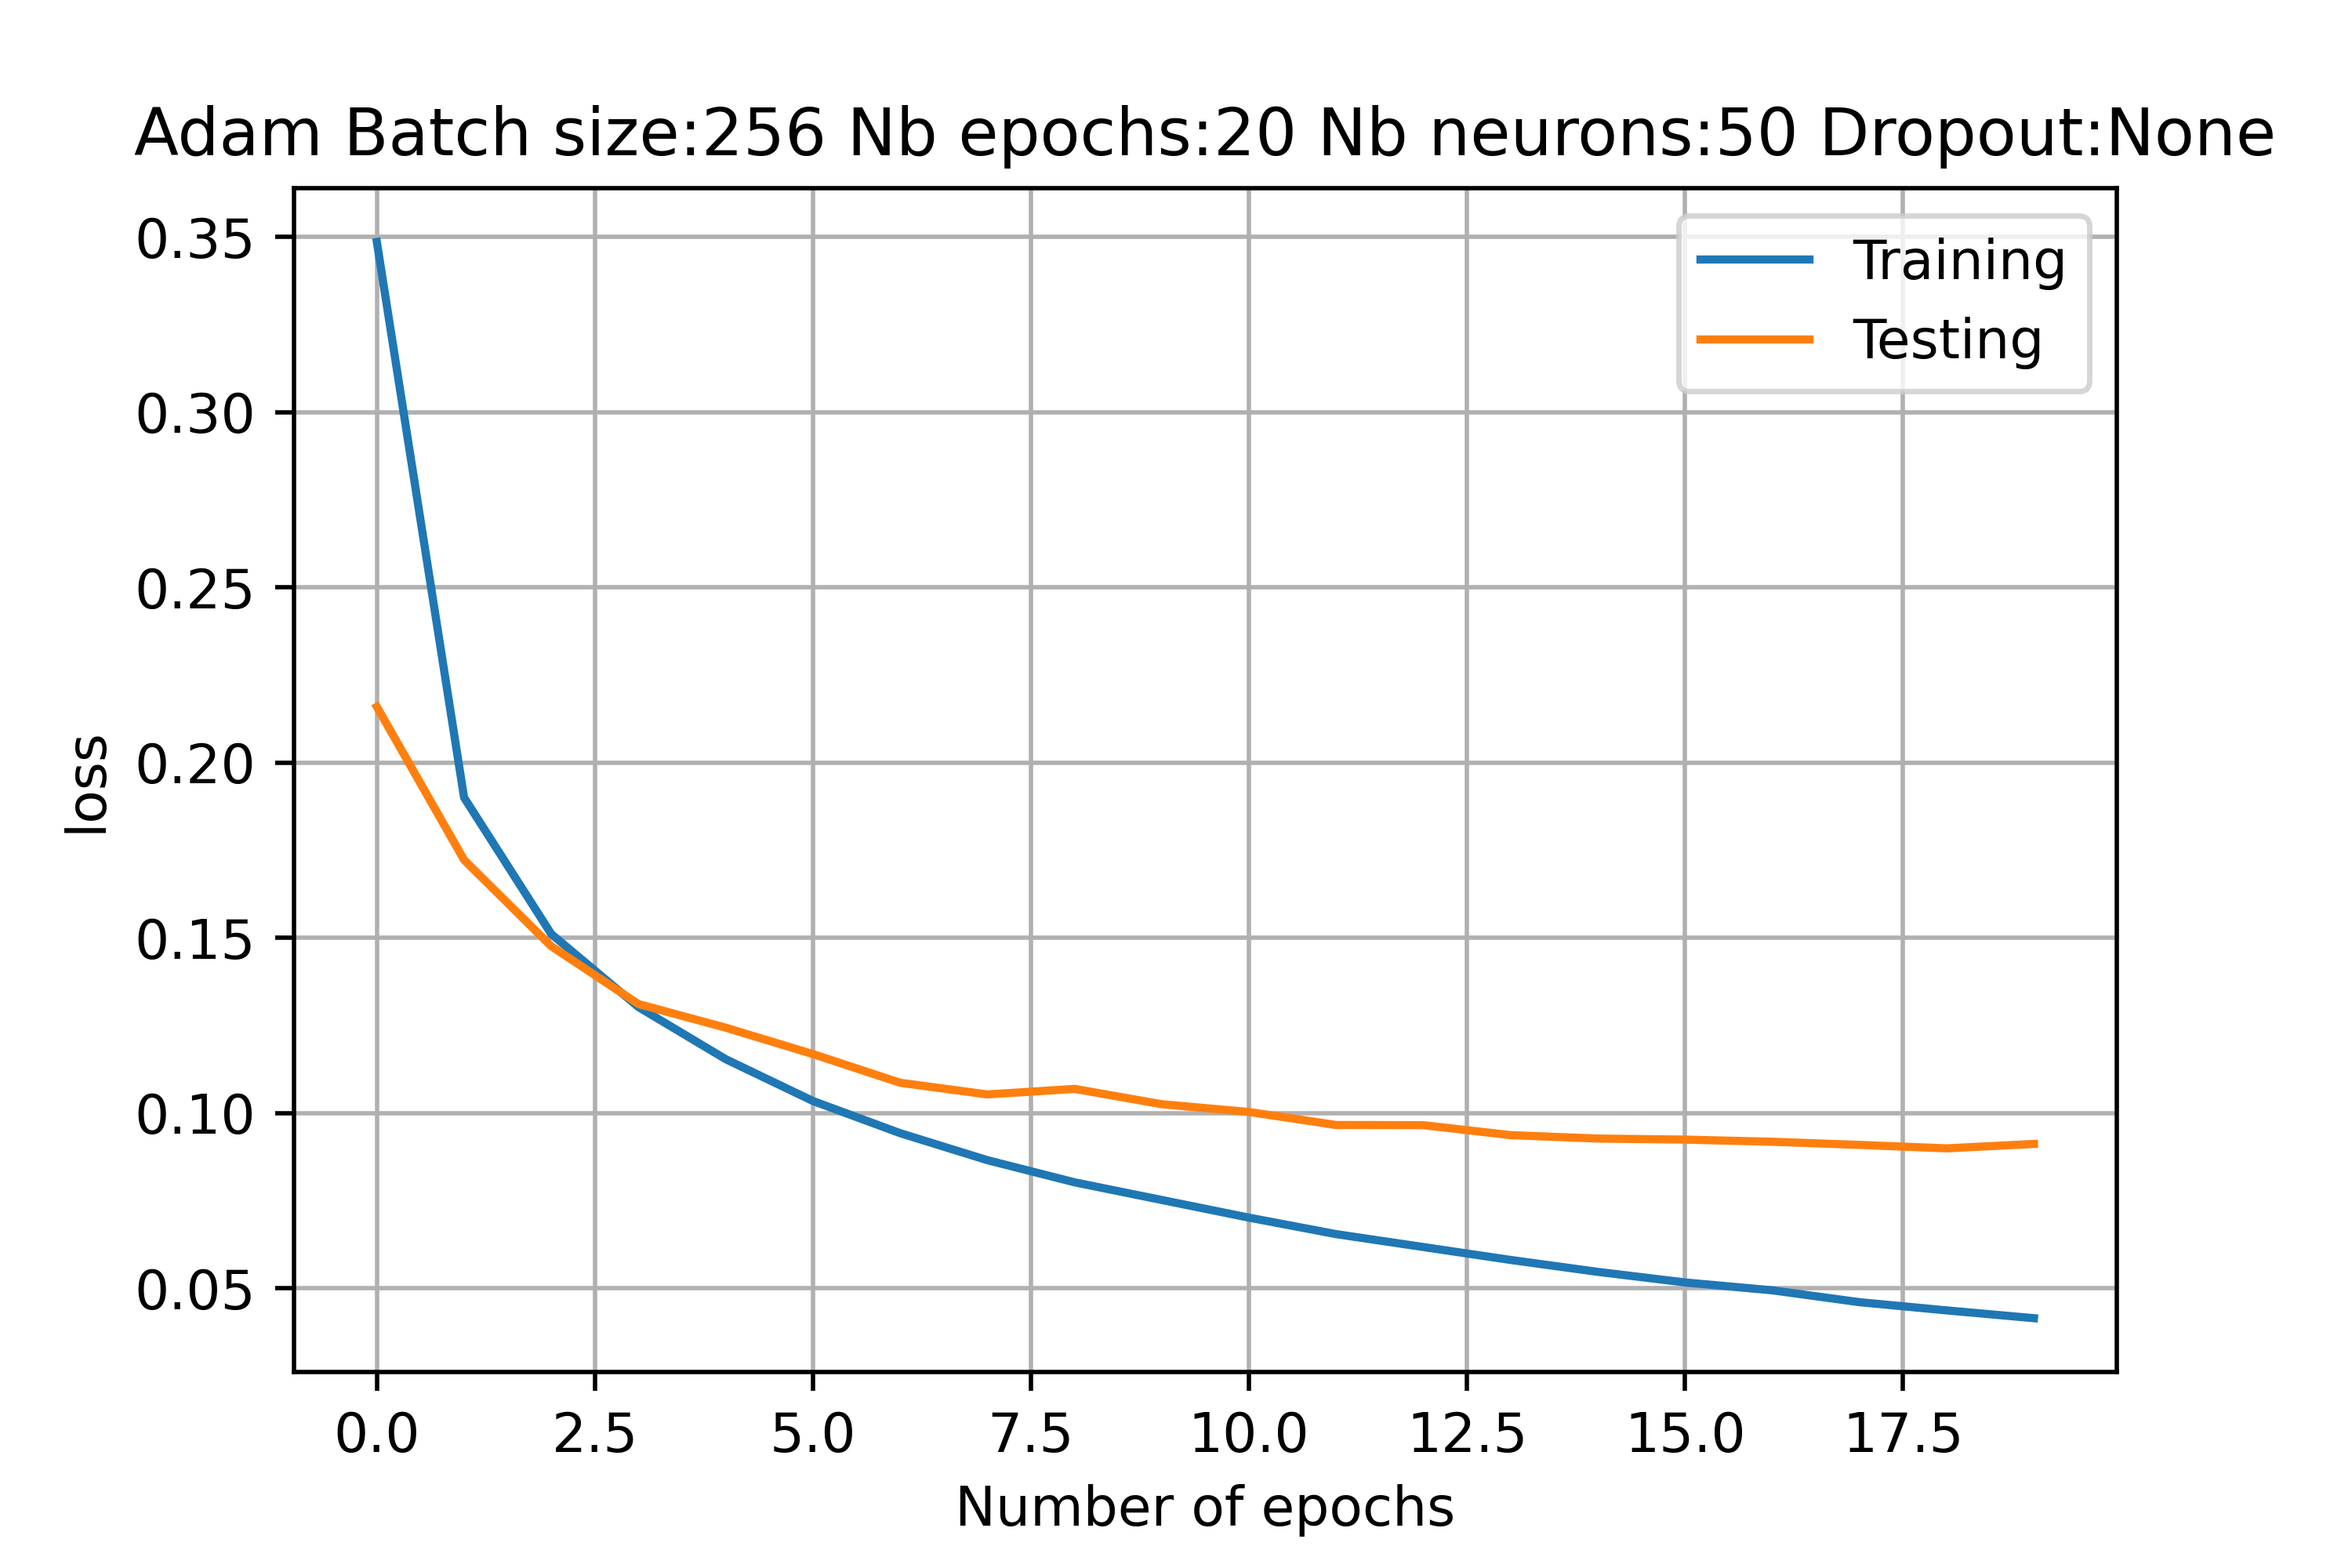 Adam Batch size:256 Nb epochs:20 Nb neurons:50 Dropout:None
0.35
0.30
0.25
0.20
0.15
0.10
0.05
loss
Training
Testing
0.0 2.5 5.0 7.5 10.0 12.5 15.0 17.5
Number of epochs